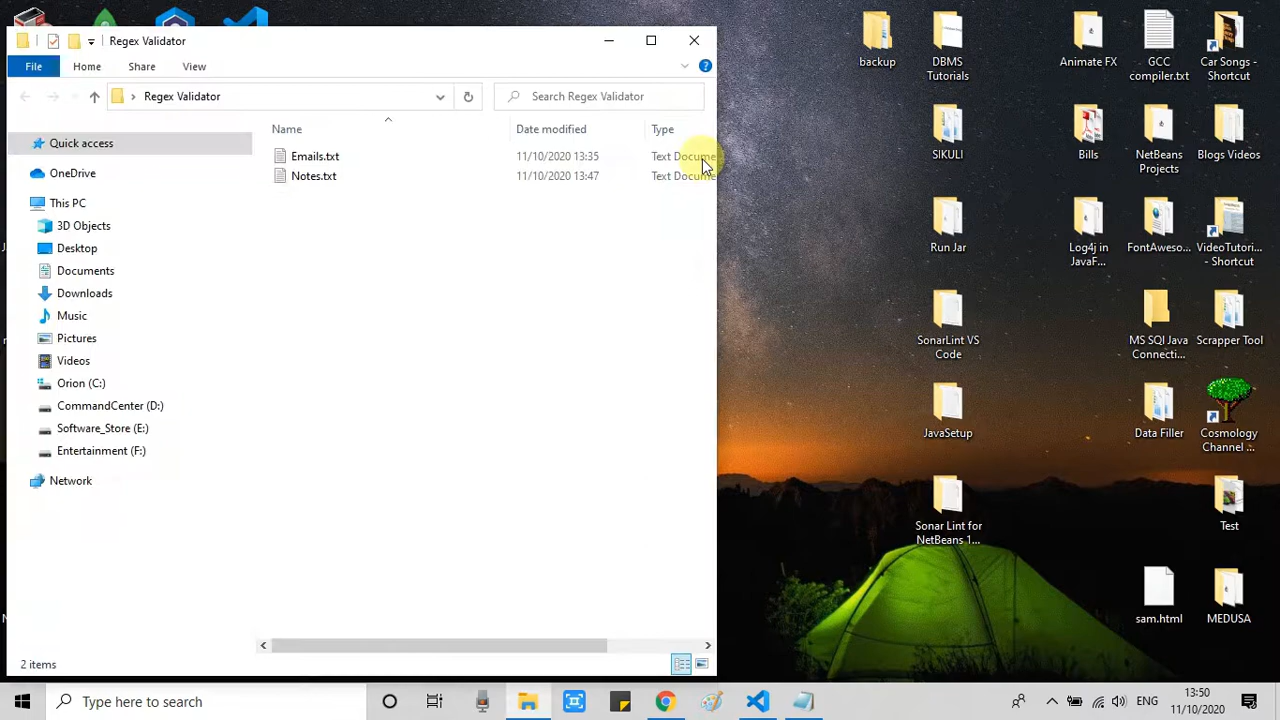 Regex Validator
File
Home
Share
View
Regex Validator
Search Regex Validator
Name
Date modified
Type
Emails.txt
11/10/2020 13:35
Text Docume
Notes.txt
11/10/2020 13:47
Text Docume
Quick access
OneDrive
This PC
3D Objects
Desktop
Documents
Downloads
Music
Pictures
Videos
Orion (C:)
CommandCenter (D:)
Software_Store (E:)
Entertainment (F:)
Network
2 items
backup
DBMS
Tutorials
Animate FX
GCC
compiler.txt
Car Songs -
Shortcut
SIKULI
Bills
NetBeans
Projects
Blogs Videos
Run Jar
Log4j in
JavaF...
FontAweso...
VideoTutori...
- Shortcut
SonarLint VS
Code
MS SQl Java
Connecti...
Scrapper Tool
JavaSetup
Data Filler
Cosmology
Channel ...
Sonar Lint for
NetBeans 1...
Test
sam.html
MEDUSA
Type here to search
ENG
13:50
11/10/2020